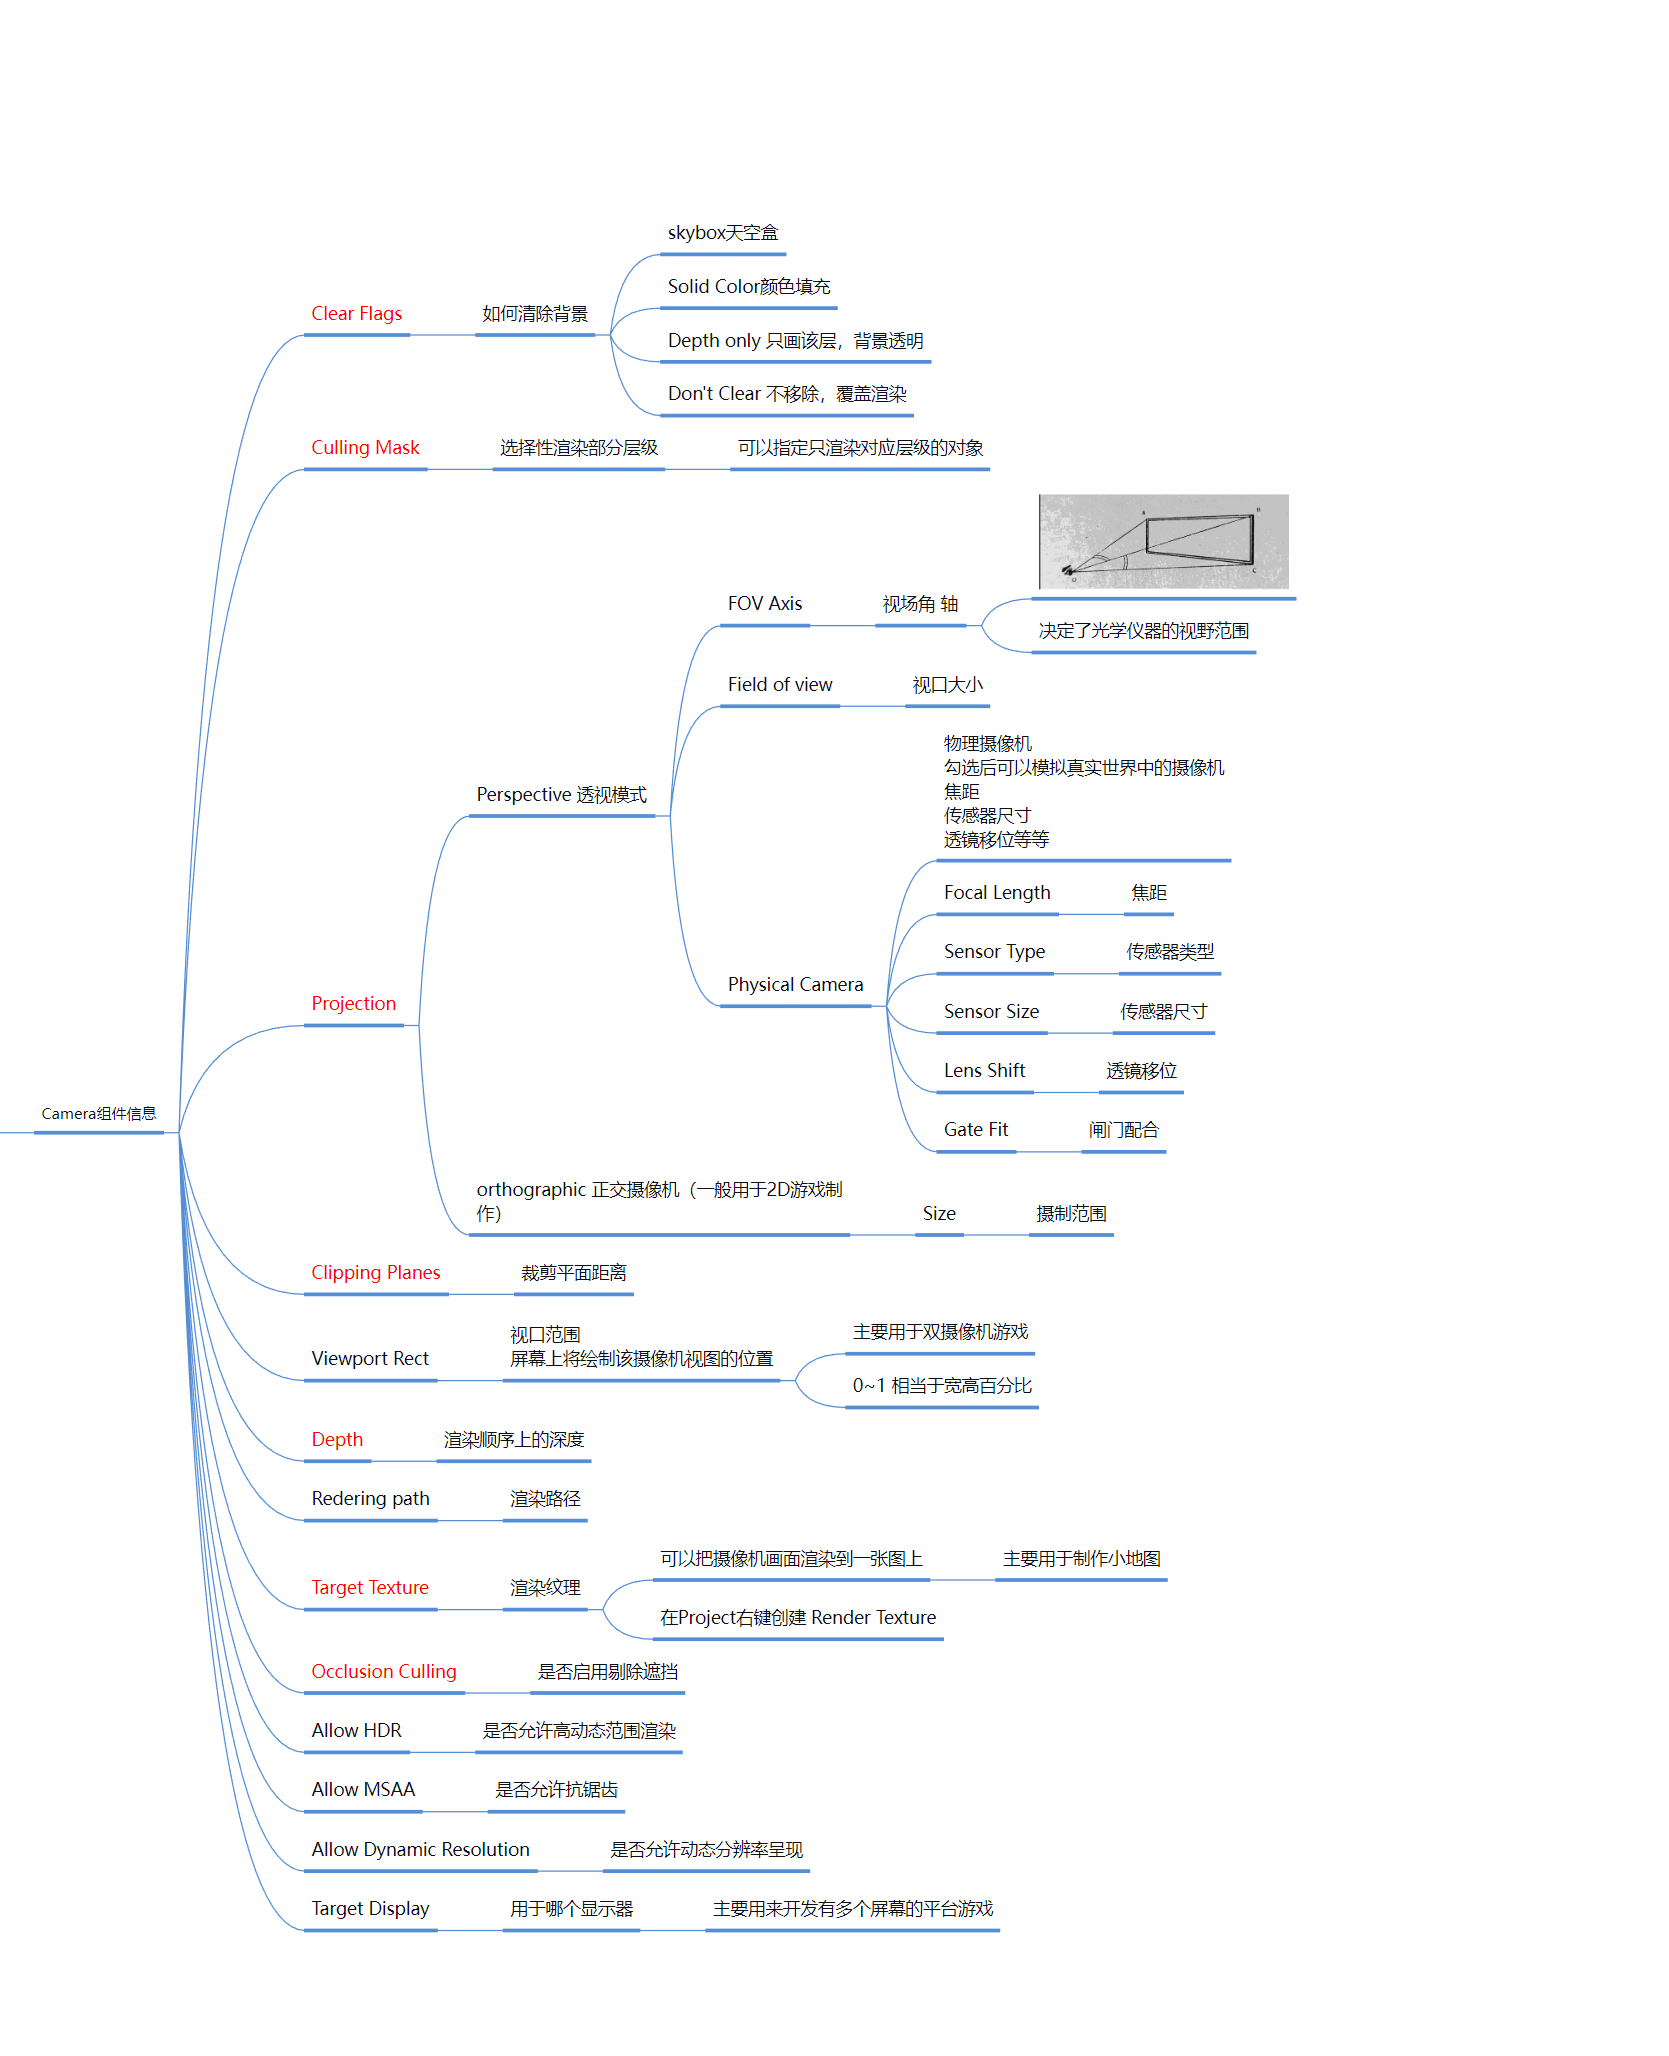 Camera组件信息
Clear Flags
如何清除背景
skybox天空盒
Solid Color颜色填充
Depth only 只画该层，背景透明
Don't Clear 不移除，覆盖渲染
Culling Mask
选择性渲染部分层级
可以指定只渲染对应层级的对象
Projection
Perspective 透视模式
FOV Axis
视场角 轴
A
B
C
O
决定了光学仪器的视野范围
Field of view
视口大小
Physical Camera
物理摄像机
勾选后可以模拟真实世界中的摄像机
焦距
传感器尺寸
透镜移位等等
Focal Length
焦距
Sensor Type
传感器类型
Sensor Size
传感器尺寸
Lens Shift
透镜移位
Gate Fit
闸门配合
orthographic 正交摄像机（一般用于2D游戏制
作）
Size
摄制范围
Clipping Planes
裁剪平面距离
Viewport Rect
视口范围
屏幕上将绘制该摄像机视图的位置
主要用于双摄像机游戏
0~1 相当于宽高百分比
Depth
渲染顺序上的深度
Redering path
渲染路径
Target Texture
渲染纹理
可以把摄像机画面渲染到一张图上
主要用于制作小地图
在Project右键创建 Render Texture
Occlusion Culling
是否启用剔除遮挡
Allow HDR
是否允许高动态范围渲染
Allow MSAA
是否允许抗锯齿
Allow Dynamic Resolution
是否允许动态分辨率呈现
Target Display
用于哪个显示器
主要用来开发有多个屏幕的平台游戏